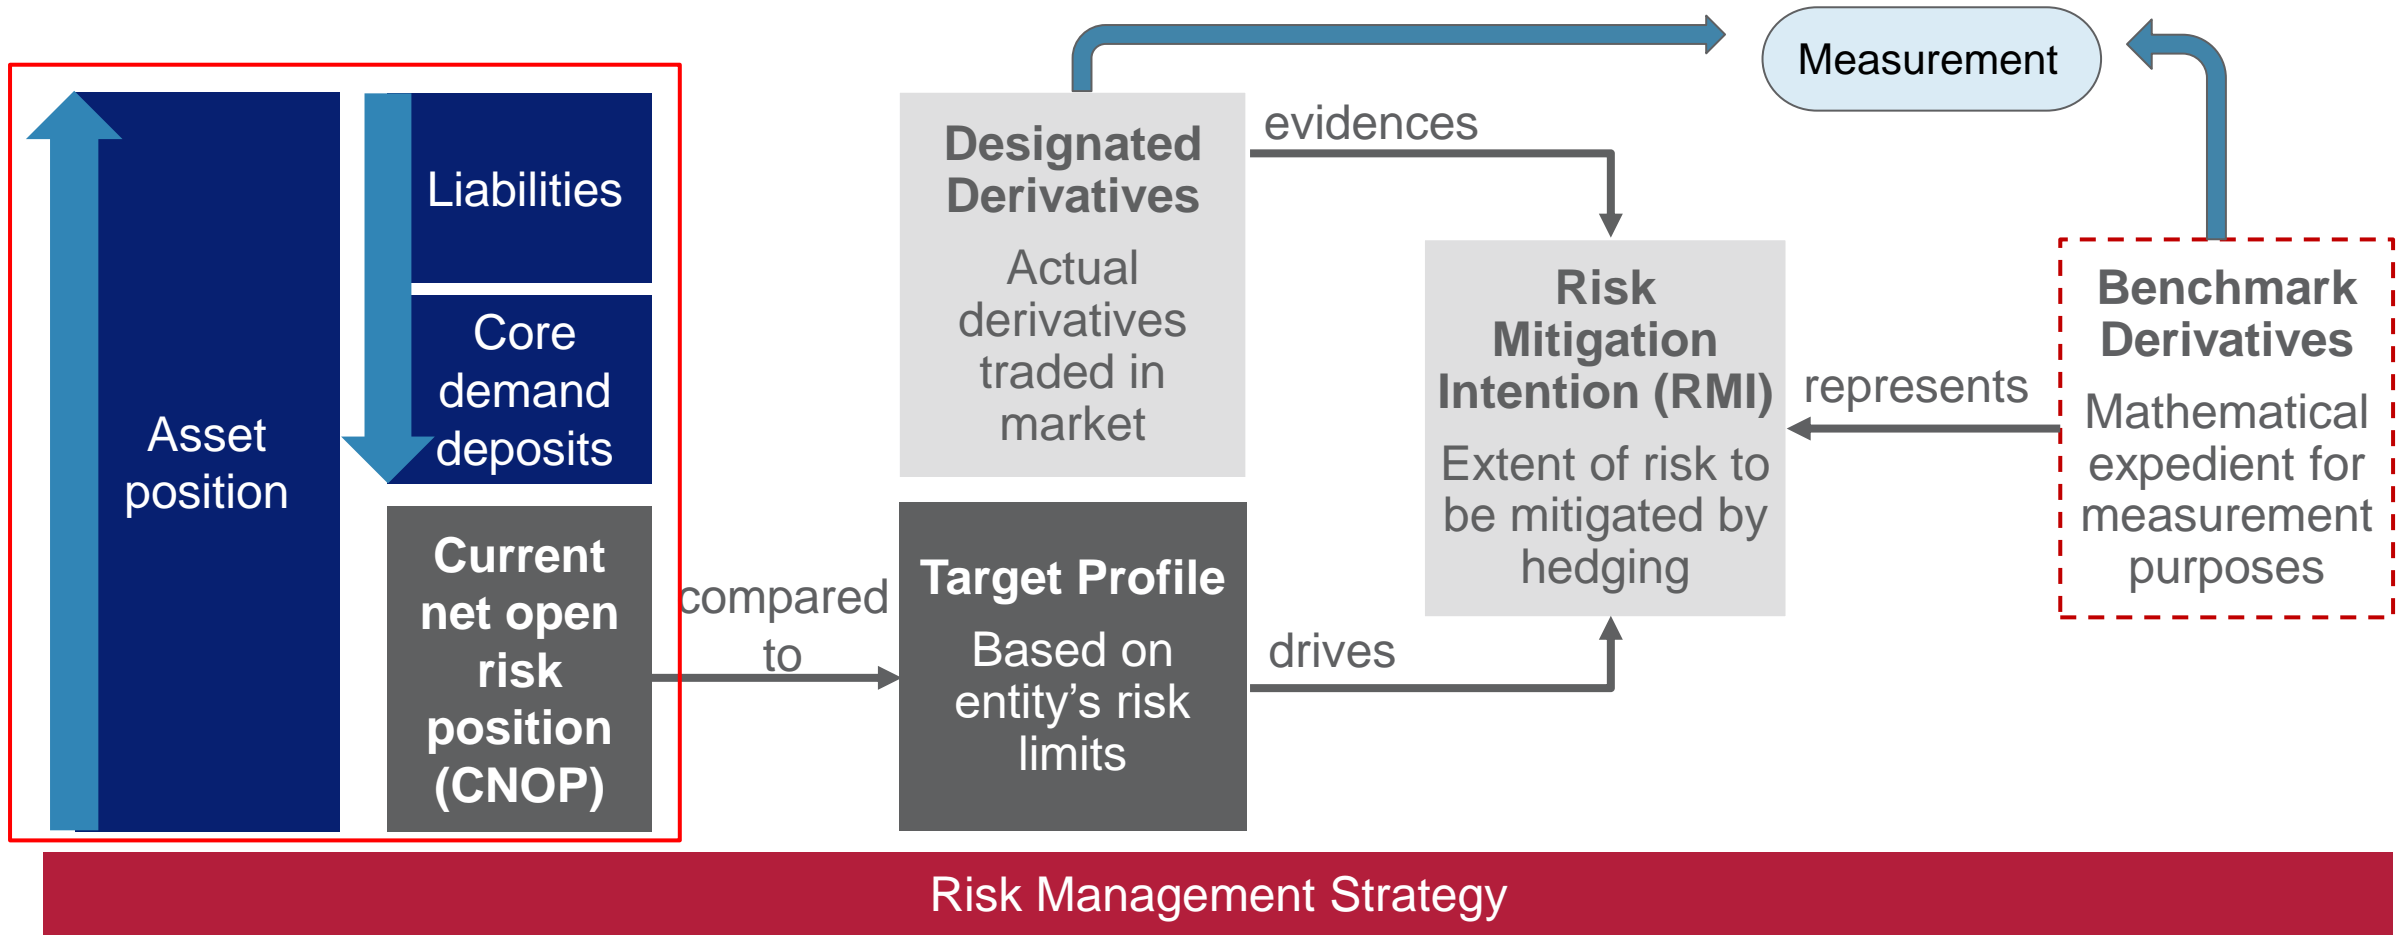 Measurement
Asset
position
Liabilities
Core
demand
deposits
Current
net open
risk
position
(CNOP)
compared
to
Designated
Derivatives
Actual
derivatives
traded in
market
Target Profile
Based on
entity’s risk
limits
evidences
drives
Risk
Mitigation
Intention (RMI)
Extent of risk to
be mitigated by
hedging
represents
Benchmark
Derivatives
Mathematical
expedient for
measurement
purposes
Risk Management Strategy